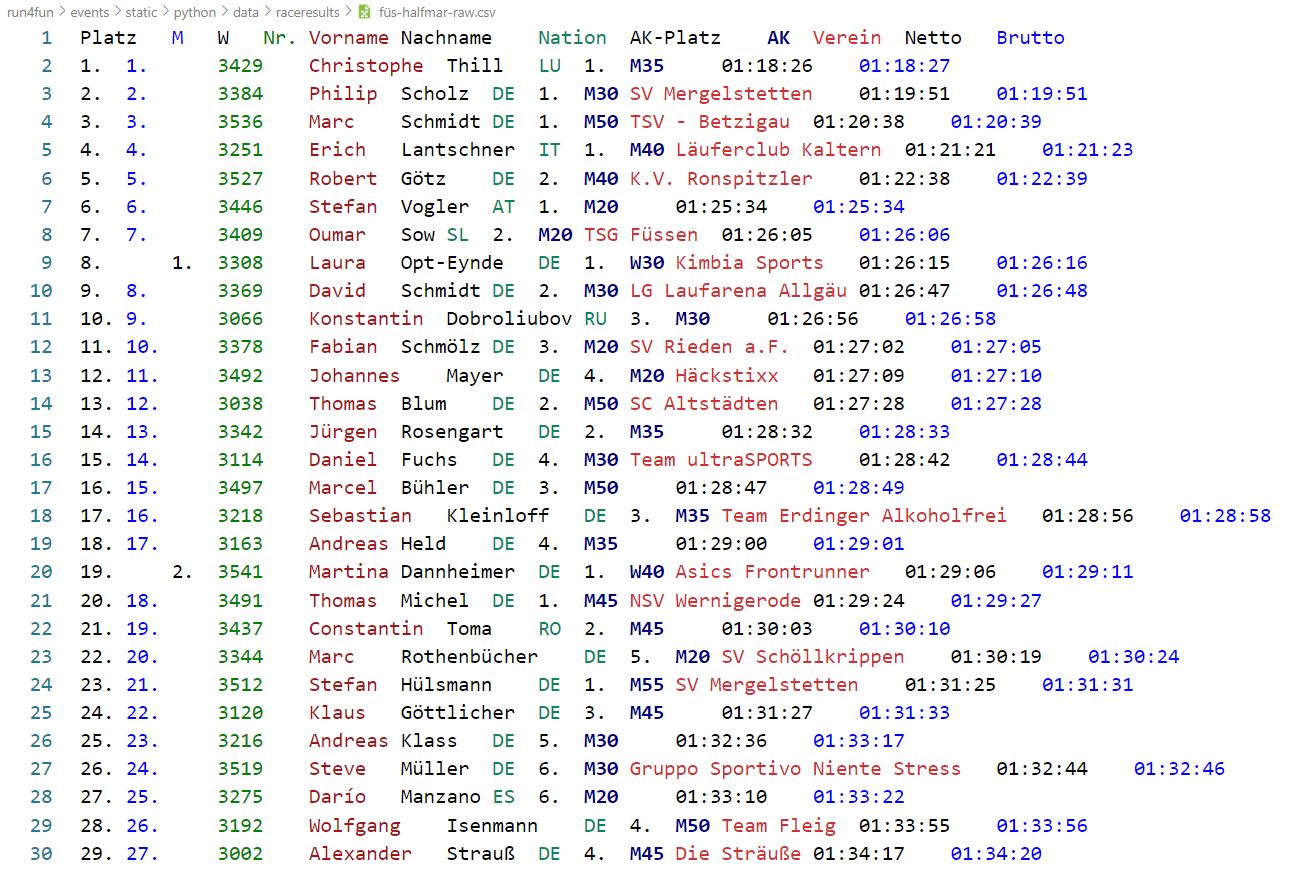 run4fun > events > static > python > data > raceresults > füs-halfmar-raw.csv
1 Platz M W Nr. Vorname Nachname Nation AK-Platz AK Verein Netto Brutto
2 1. 1. 3429 Christophe Thill LU 1. M35 01:18:26 01:18:27
3 2. 2. 3384 Philip Scholz DE 1. M30 SV Mergelstetten 01:19:51 01:19:51
4 3. 3. 3536 Marc Schmidt DE 1. M50 TSV - Betzigau 01:20:38 01:20:39
5 4. 4. 3251 Erich Lantschner IT 1. M40 Läuferclub Kaltern 01:21:21 01:21:23
6 5. 5. 3527 Robert Götz DE 2. M40 K.V. Ronspitzler 01:22:38 01:22:39
7 6. 6. 3446 Stefan Vogler AT 1. M20 01:25:34 01:25:34
8 7. 7. 3409 Oumar Sow SL 2. M20 TSG Füssen 01:26:05 01:26:06
9 8. 1. 3308 Laura Opt-Eynde DE 1. W30 Kimbia Sports 01:26:15 01:26:16
10 9. 8. 3369 David Schmidt DE 2. M30 LG Laufarena Allgäu 01:26:47 01:26:48
11 10. 9. 3066 Konstantin Dobroliubov RU 3. M30 01:26:56 01:26:58
12 11. 10. 3378 Fabian Schmölz DE 3. M20 SV Rieden a.F. 01:27:02 01:27:05
13 12. 11. 3492 Johannes Mayer DE 4. M20 Häckstixx 01:27:09 01:27:10
14 13. 12. 3038 Thomas Blum DE 2. M50 SC Altstädten 01:27:28 01:27:28
15 14. 13. 3342 Jürgen Rosengart DE 2. M35 01:28:32 01:28:33
16 15. 14. 3114 Daniel Fuchs DE 4. M30 Team ultraSPORTS 01:28:42 01:28:44
17 16. 15. 3497 Marcel Bühler DE 3. M50 01:28:47 01:28:49
18 17. 16. 3218 Sebastian Kleinloff DE 3. M35 Team Erdinger Alkoholfrei 01:28:56 01:28:58
19 18. 17. 3163 Andreas Held DE 4. M35 01:29:00 01:29:01
20 19. 2. 3541 Martina Dannheimer DE 1. W40 Asics Frontrunner 01:29:06 01:29:11
21 20. 18. 3491 Thomas Michel DE 1. M45 NSV Wernigerode 01:29:24 01:29:27
22 21. 19. 3437 Constantin Toma RO 2. M45 01:30:03 01:30:10
23 22. 20. 3344 Marc Rothenbücher DE 5. M20 SV Schöllkrippen 01:30:19 01:30:24
24 23. 21. 3512 Stefan Hülsmann DE 1. M55 SV Mergelstetten 01:31:25 01:31:31
25 24. 22. 3120 Klaus Göttlicher DE 3. M45 01:31:27 01:31:33
26 25. 23. 3216 Andreas Klass DE 5. M30 01:32:36 01:33:17
27 26. 24. 3519 Steve Müller DE 6. M30 Gruppo Sportivo Niente Stress 01:32:44 01:32:46
28 27. 25. 3275 Darío Manzano ES 6. M20 01:33:10 01:33:22
29 28. 26. 3192 Wolfgang Isenmann DE 4. M50 Team Fleig 01:33:55 01:33:56
30 29. 27. 3002 Alexander Strauß DE 4. M45 Die Sträuße 01:34:17 01:34:20